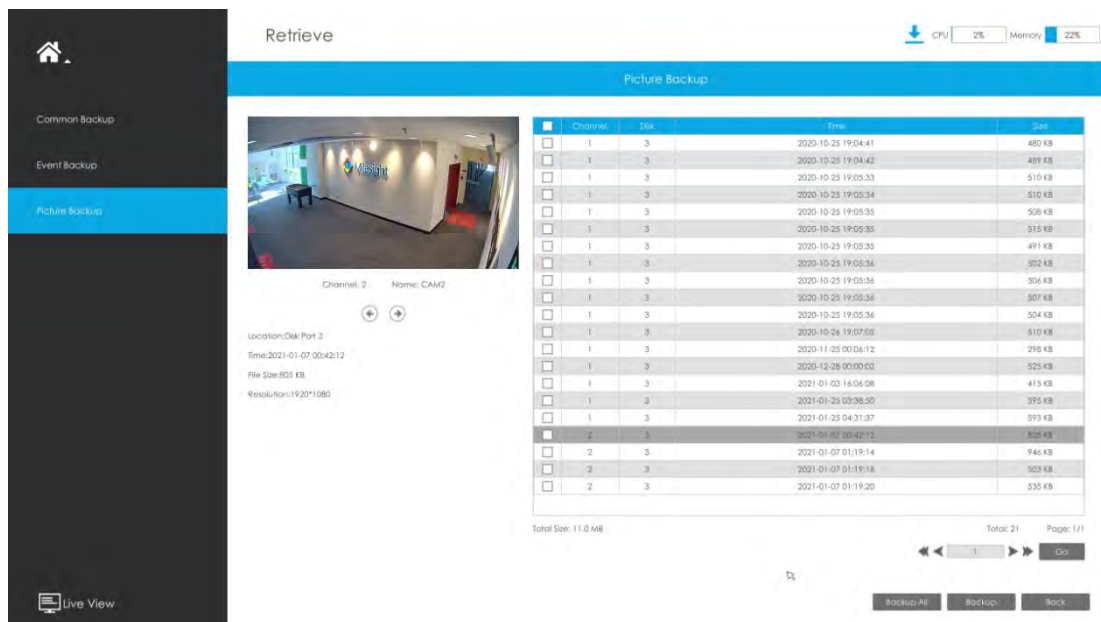 Retrieve
CPU 2% Memory 22%
Picture Backup
Common Backup
Event Backup
Picture Backup
Milesight
Channel: 2 Name: CAM2
Location:Disk Port 3
Time:2021-01-07 00:42:12
File Size:805 KB
Resolution:1920*1080
Channel Disk Time Size
1 3 2020-10-25 19:04:41 480 KB
1 3 2020-10-25 19:04:42 489 KB
1 3 2020-10-25 19:05:33 510 KB
1 3 2020-10-25 19:05:34 510 KB
1 3 2020-10-25 19:05:35 508 KB
1 3 2020-10-25 19:05:35 515 KB
1 3 2020-10-25 19:05:35 491 KB
1 3 2020-10-25 19:05:36 502 KB
1 3 2020-10-25 19:05:36 506 KB
1 3 2020-10-25 19:05:36 507 KB
1 3 2020-10-25 19:05:36 504 KB
1 3 2020-10-26 19:07:05 510 KB
1 3 2020-11-25 00:06:12 298 KB
1 3 2020-12-28 00:00:02 525 KB
1 3 2021-01-03 16:06:08 415 KB
1 3 2021-01-25 03:38:50 595 KB
1 3 2021-01-25 04:31:37 593 KB
2 3 2021-01-07 00:42:12 805 KB
2 3 2021-01-07 01:19:14 946 KB
2 3 2021-01-07 01:19:18 503 KB
2 3 2021-01-07 01:19:20 535 KB
Total Size: 11.0 MB Total: 21 Page: 1/1
1 Go
Backup All Backup Back
Live View